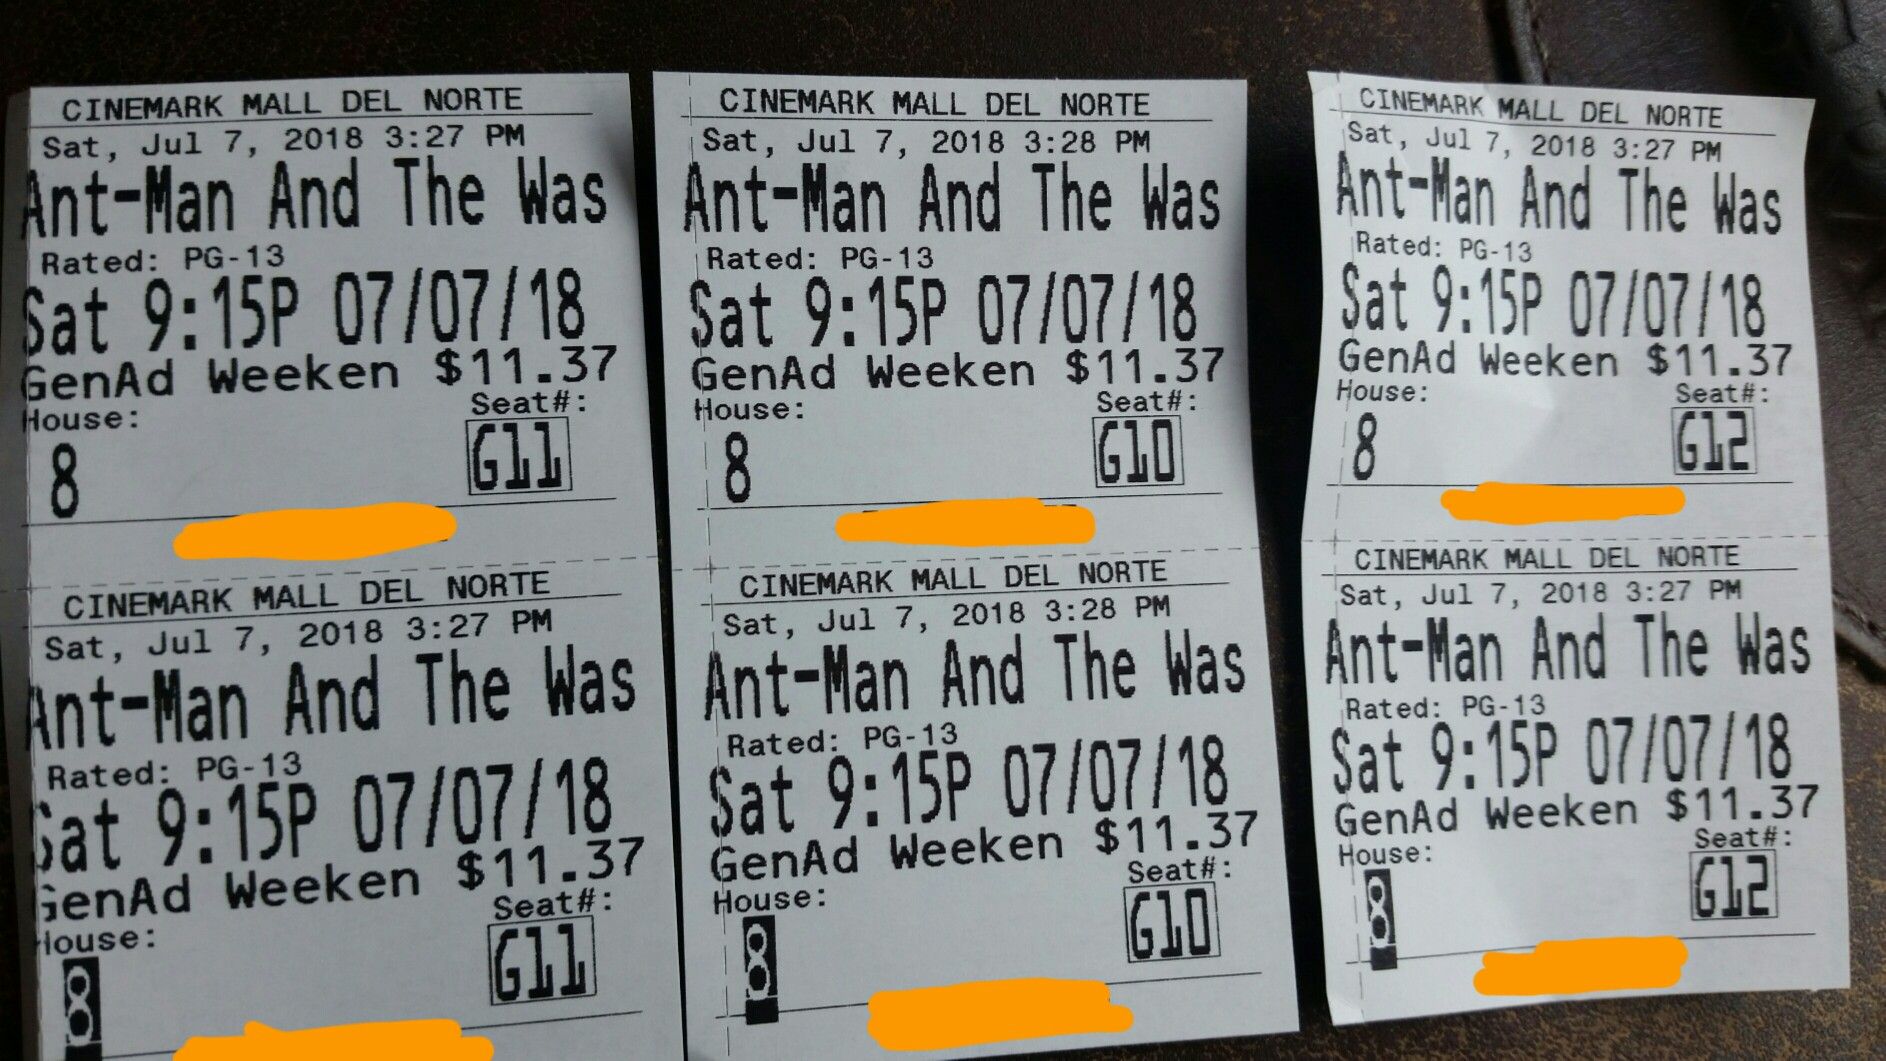 CINEMARK MALL DEL NORTE
Sat, Jul 7, 2018 3:27 PM
Ant-Man And The Was
Rated: PG-13
Sat 9:15P 07/07/18
GenAd Weeken $11.37
House: Seat#:
8 G11
CINEMARK MALL DEL NORTE
Sat, Jul 7, 2018 3:27 PM
Ant-Man And The Was
Rated: PG-13
Sat 9:15P 07/07/18
GenAd Weeken $11.37
House: Seat#:
8 G11
CINEMARK MALL DEL NORTE
Sat, Jul 7, 2018 3:28 PM
Ant-Man And The Was
Rated: PG-13
Sat 9:15P 07/07/18
GenAd Weeken $11.37
House: Seat#:
8 G10
CINEMARK MALL DEL NORTE
Sat, Jul 7, 2018 3:28 PM
Ant-Man And The Was
Rated: PG-13
Sat 9:15P 07/07/18
GenAd Weeken $11.37
House: Seat#:
8 G10
CINEMARK MALL DEL NORTE
Sat, Jul 7, 2018 3:27 PM
Ant-Man And The Was
Rated: PG-13
Sat 9:15P 07/07/18
GenAd Weeken $11.37
House: Seat#:
8 G12
CINEMARK MALL DEL NORTE
Sat, Jul 7, 2018 3:27 PM
Ant-Man And The Was
Rated: PG-13
Sat 9:15P 07/07/18
GenAd Weeken $11.37
House: Seat#:
8 G12